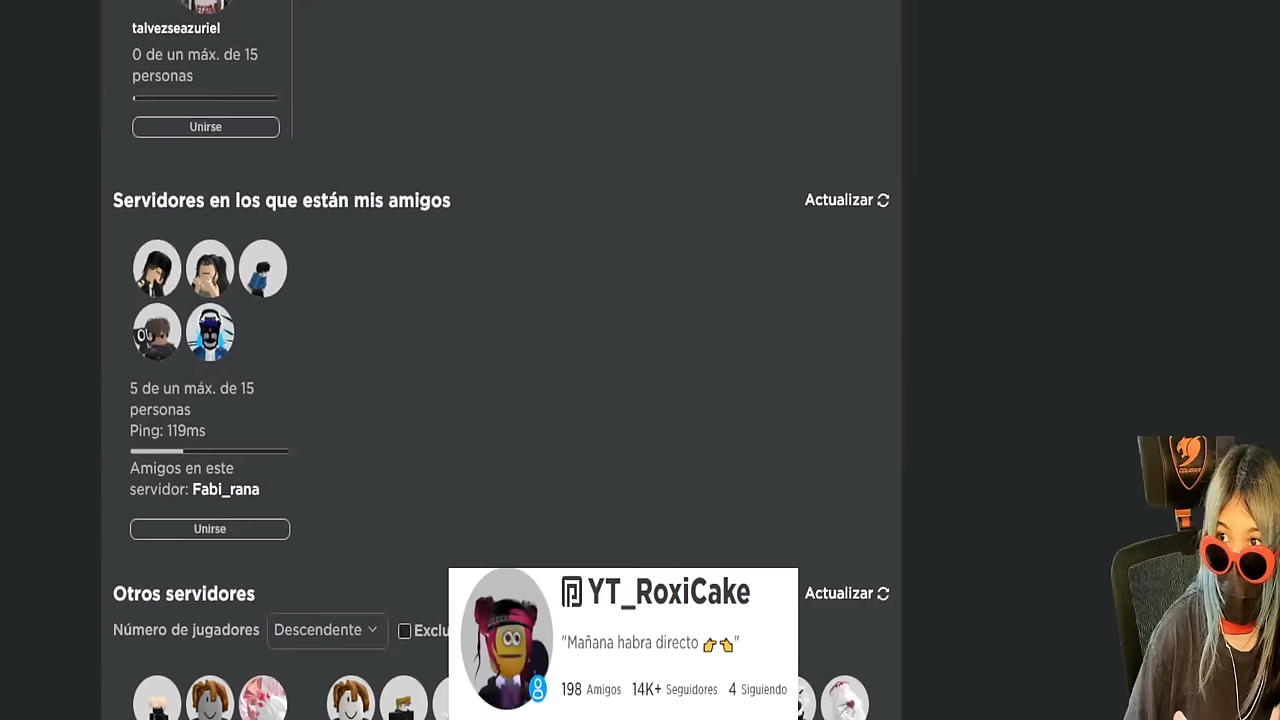 talvezseazuriel
0 de un máx. de 15
personas
Unirse
Servidores en los que están mis amigos
Actualizar
5 de un máx. de 15
personas
Ping: 119ms
Amigos en este
servidor: Fabi_rana
Unirse
Otros servidores
Actualizar
Número de jugadores
Descendente
Exclu
YT_RoxiCake
"Mañana habra directo 👉👈"
198 Amigos 14K+ Seguidores 4 Siguiendo
COUGAR